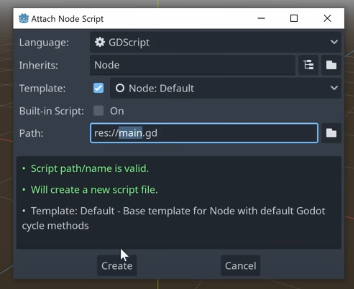 Attach Node Script
Language: GDScript
Inherits: Node
Template: Node: Default
Built-in Script: On
Path: res://main.gd
• Script path/name is valid.
• Will create a new script file.
• Template: Default - Base template for Node with default Godot
cycle methods
Create Cancel